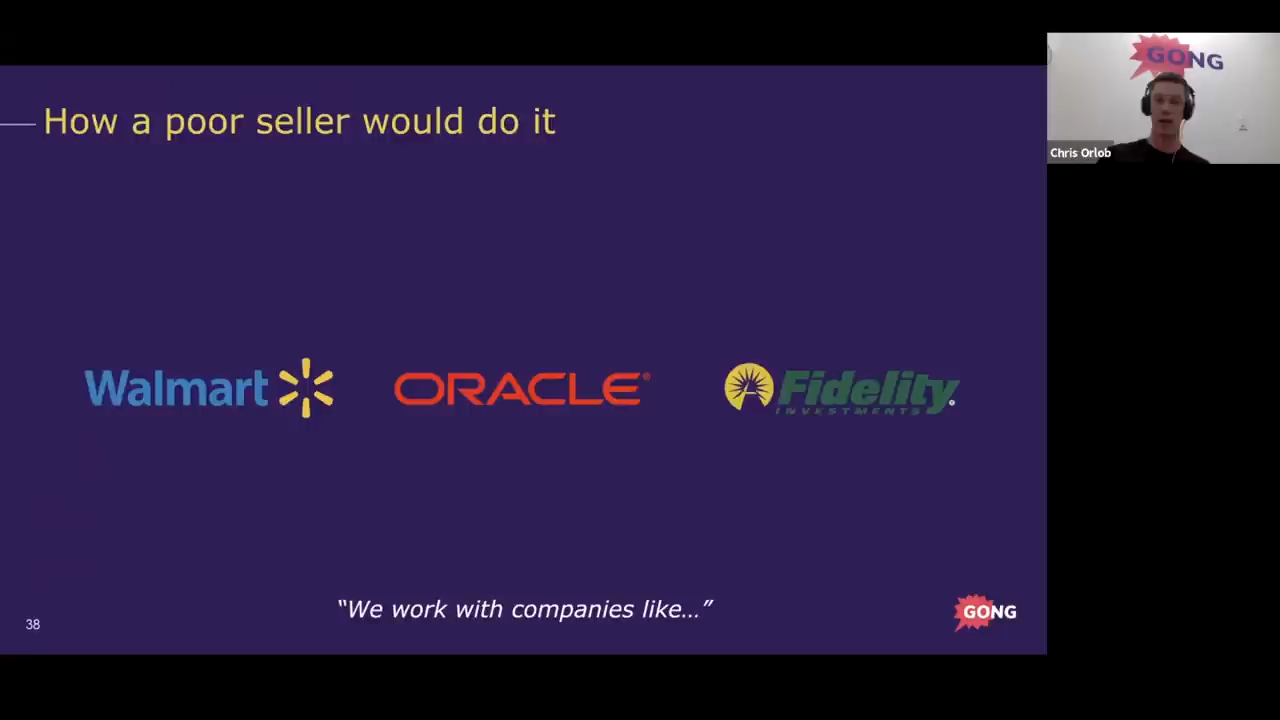 How a poor seller would do it
GONG
Chris Orlob
Walmart
ORACLE®
Fidelity®
INVESTMENTS
“We work with companies like…”
38
GONG